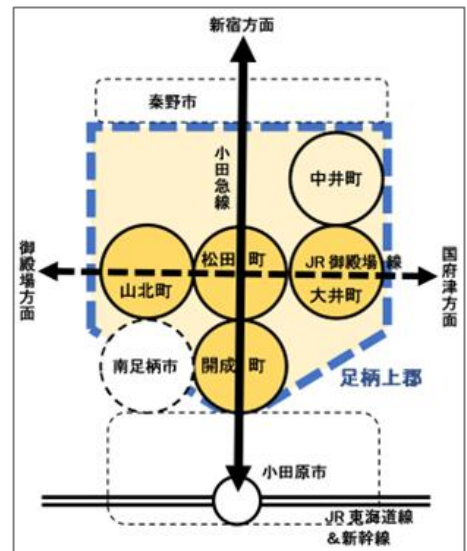 新宿方面
秦野市
小田急線
中井町
御殿場方面
松田町
JR御殿場線
国府津方面
山北町
大井町
南足柄市
開成町
足柄上郡
小田原市
JR東海道線
&新幹線